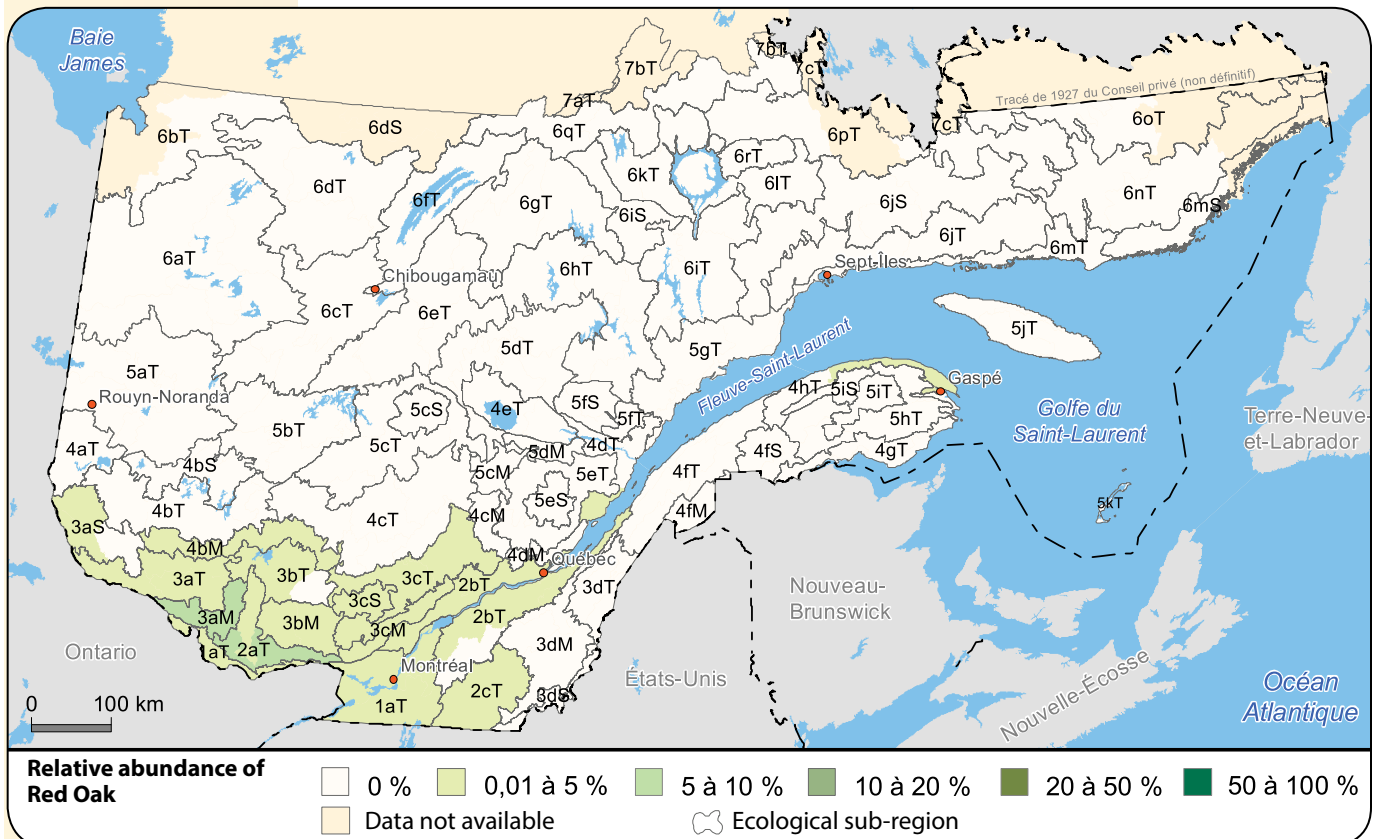 Baie
James
7bT
7cT
7bT
7aT
Tracé de 1927 du Conseil privé (non définitif)
6bT
6dS
6qT
6pT
7cT
6oT
6rT
6dT
6fT
6kT
6lT
6gT
6iS
6jS
6nT
6mS
6jT
6mT
6aT
Chibougamau
6hT
6iT
Sept-Îles
6cT
6eT
5jT
5dT
5gT
Fleuve-Saint-Laurent
5aT
Rouyn-Noranda
4hT
5iS
5iT
Gaspé
5cS
4eT
5fS
5fT
5hT
Golfe du
Saint-Laurent
Terre-Neuve-
et-Labrador
5bT
5cT
4aT
4bS
5dM
4dT
4fS
4gT
5cM
5eT
4fT
5eS
4bT
4cT
4cM
4fM
5kT
3aS
4bM
4dM
Québec
3aT
3bT
3cT
2bT
3dT
Nouveau-
Brunswick
3cS
3aM
3bM
3cM
2bT
1aT
2aT
3dM
Ontario
Montréal
États-Unis
Nouvelle-Écosse
Océan
Atlantique
2cT
3dS
1aT
0 100 km
Relative abundance of
Red Oak
0 %
0,01 à 5 %
5 à 10 %
10 à 20 %
20 à 50 %
50 à 100 %
Data not available
Ecological sub-region